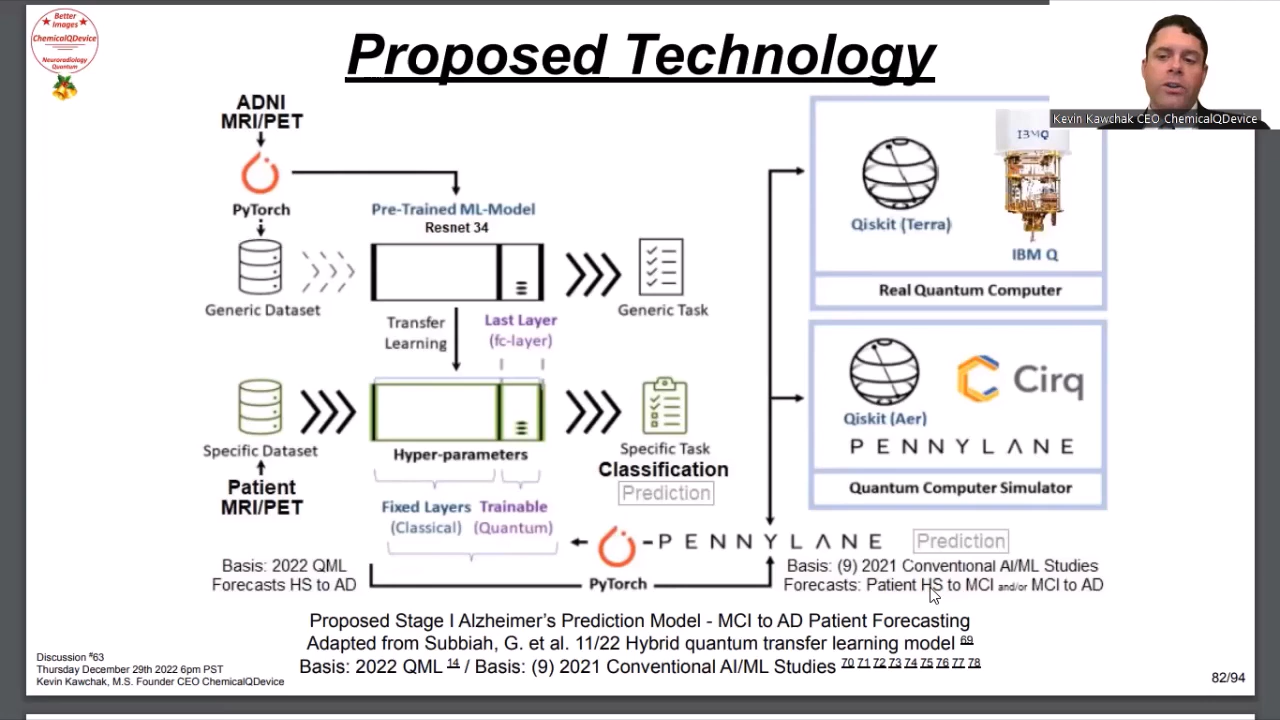 Better
Images
ChemicalQDevice
Neuroradiology
Quantum
Proposed Technology
Kevin Kawchak CEO ChemicalQDevice
ADNI
MRI/PET
PyTorch
Generic Dataset
Pre-Trained ML-Model
Resnet 34
Generic Task
Transfer
Learning
Last Layer
(fc-layer)
Specific Dataset
Patient
MRI/PET
Hyper-parameters
Fixed Layers
(Classical)
Trainable
(Quantum)
Specific Task
Classification
Prediction
IBMQ
Qiskit (Terra)
IBM Q
Real Quantum Computer
Qiskit (Aer)
Cirq
PENNYLANE
Quantum Computer Simulator
PyTorch
-PENNYLANE
Prediction
Basis: 2022 QML
Forecasts HS to AD
Basis: (9) 2021 Conventional AI/ML Studies
Forecasts: Patient HS to MCI and/or MCI to AD
Proposed Stage I Alzheimer's Prediction Model - MCI to AD Patient Forecasting
Adapted from Subbiah, G. et al. 11/22 Hybrid quantum transfer learning model 69
Basis: 2022 QML 14 / Basis: (9) 2021 Conventional AI/ML Studies 70 71 72 73 74 75 76 77 78
Discussion #63
Thursday December 29th 2022 6pm PST
Kevin Kawchak, M.S. Founder CEO ChemicalQDevice
82/94